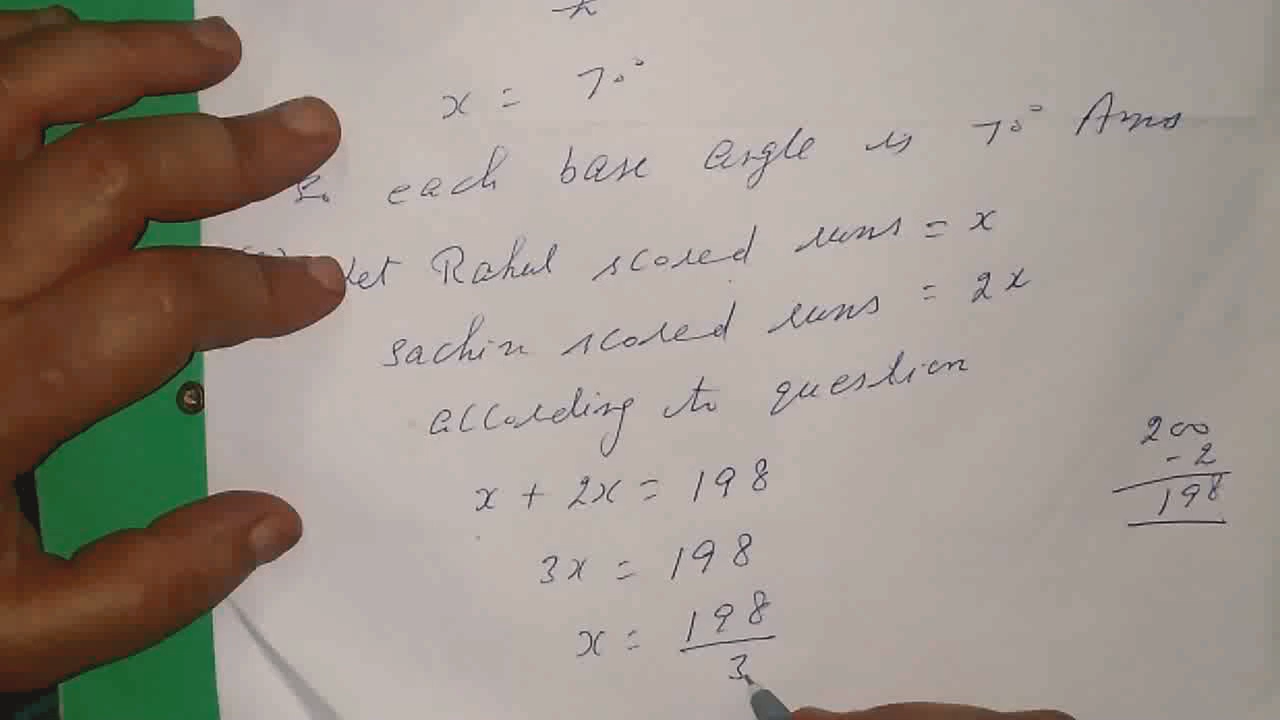 x = 70°
So each base angle is 70° Ans
Let Rahul scored runs = x
Sachin scored runs = 2x
according to question
x + 2x = 198
3x = 198
x = 198
3
200
- 2
198